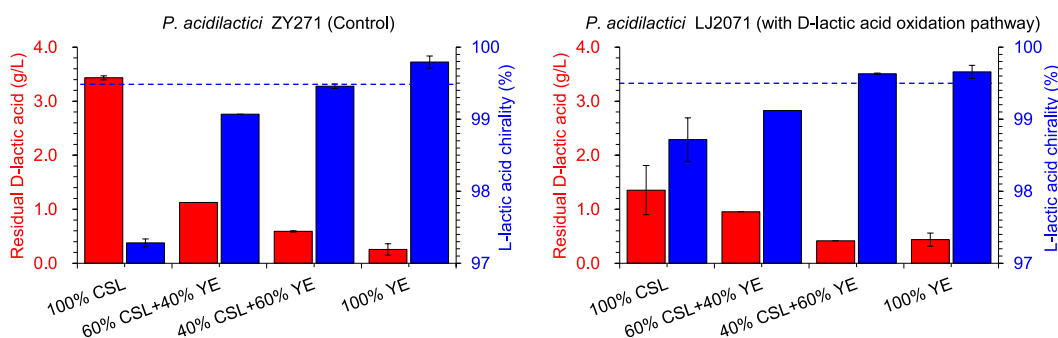 P. acidilactici ZY271 (Control)
Residual D-lactic acid (g/L)
4.0
3.0
2.0
1.0
0.0
100
99
98
97
L-lactic acid chirality (%)
100% CSL
60% CSL+40% YE
40% CSL+60% YE
100% YE
P. acidilactici LJ2071 (with D-lactic acid oxidation pathway)
Residual D-lactic acid (g/L)
4.0
3.0
2.0
1.0
0.0
100
99
98
97
L-lactic acid chirality (%)
100% CSL
60% CSL+40% YE
40% CSL+60% YE
100% YE